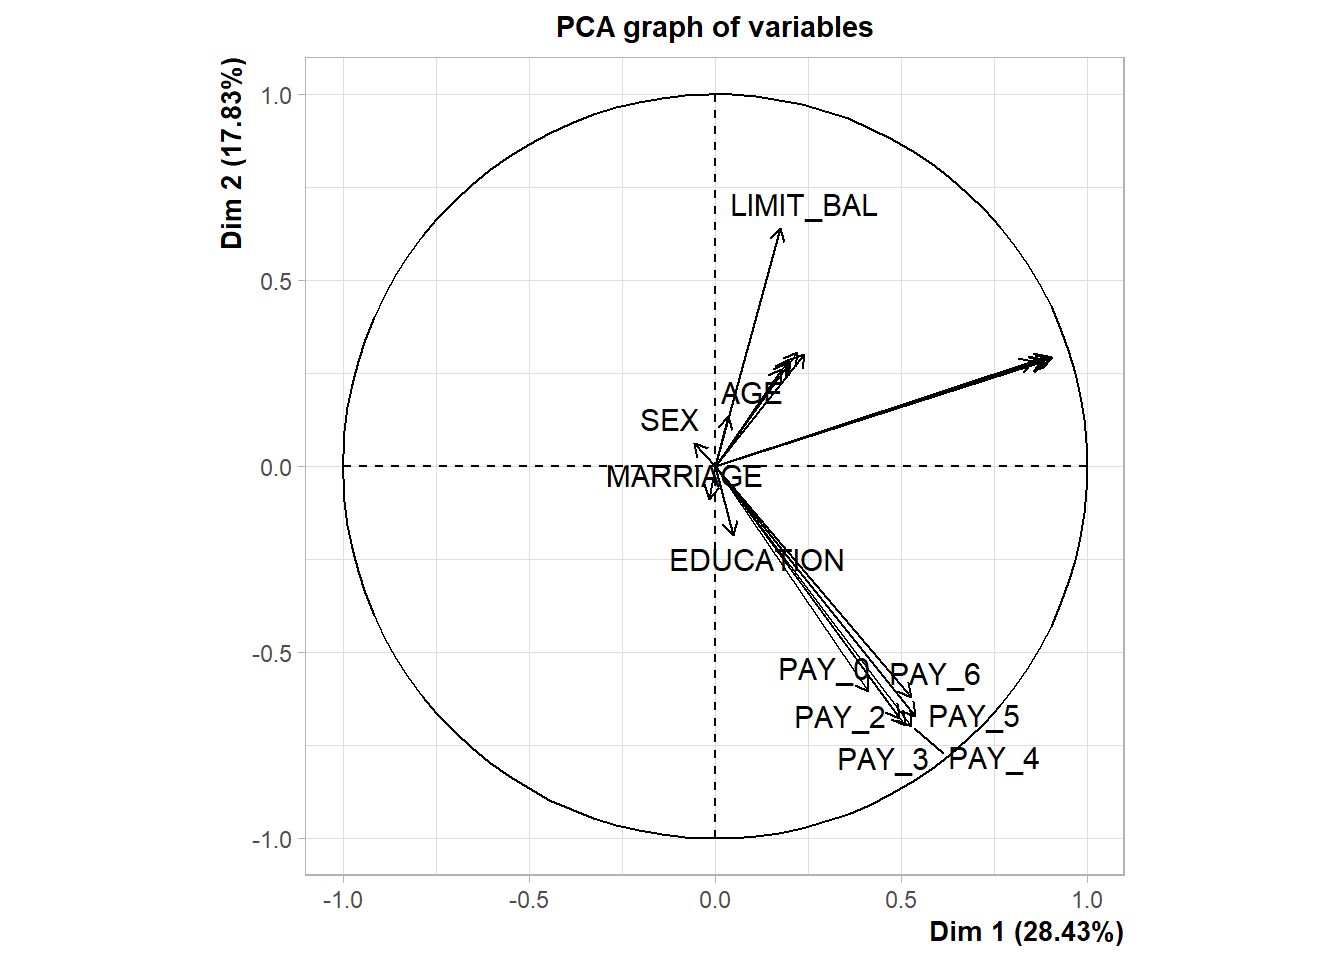 PCA graph of variables
Dim 2 (17.83%)
1.0
0.5
0.0
-0.5
-1.0
LIMIT_BAL
AGE
SEX
MARRIAGE
EDUCATION
PAY_0
PAY_6
PAY_2
PAY_5
PAY_3
PAY_4
-1.0
-0.5
0.0
0.5
1.0
Dim 1 (28.43%)